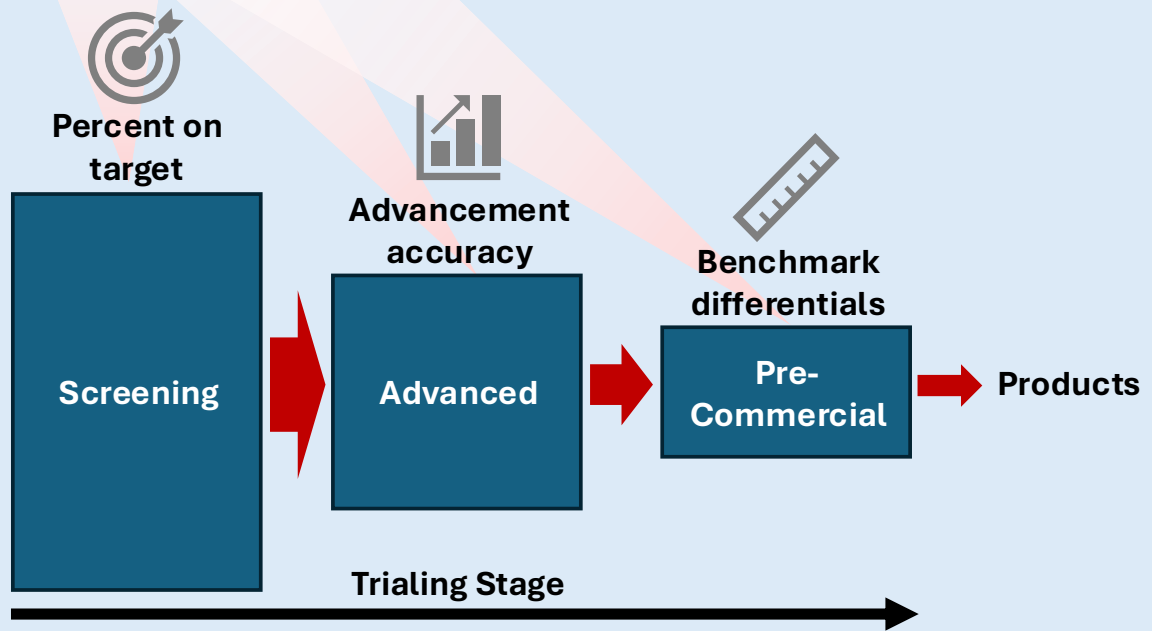 Percent on
target
Advancement
accuracy
Benchmark
differentials
Screening
Advanced
Pre-
Commercial
Products
Trialing Stage